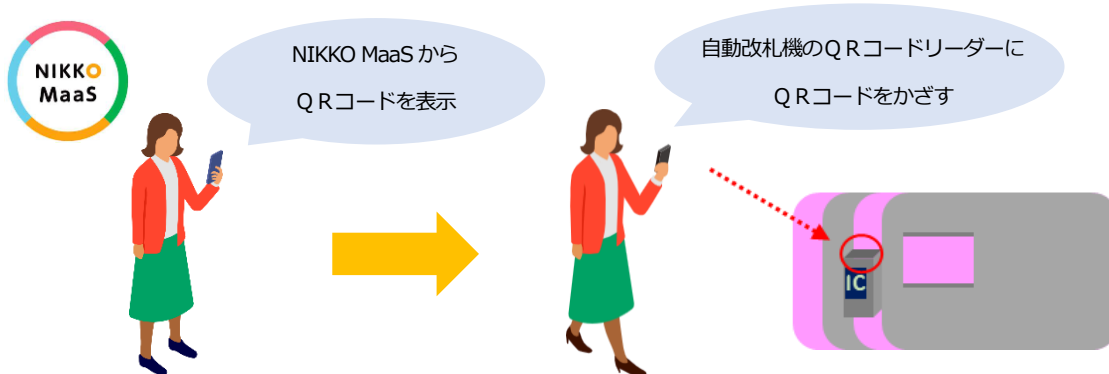 NIKKO
MaaS
NIKKO MaaS から
ＱＲコードを表示
自動改札機のＱＲコードリーダーに
ＱＲコードをかざす
IC